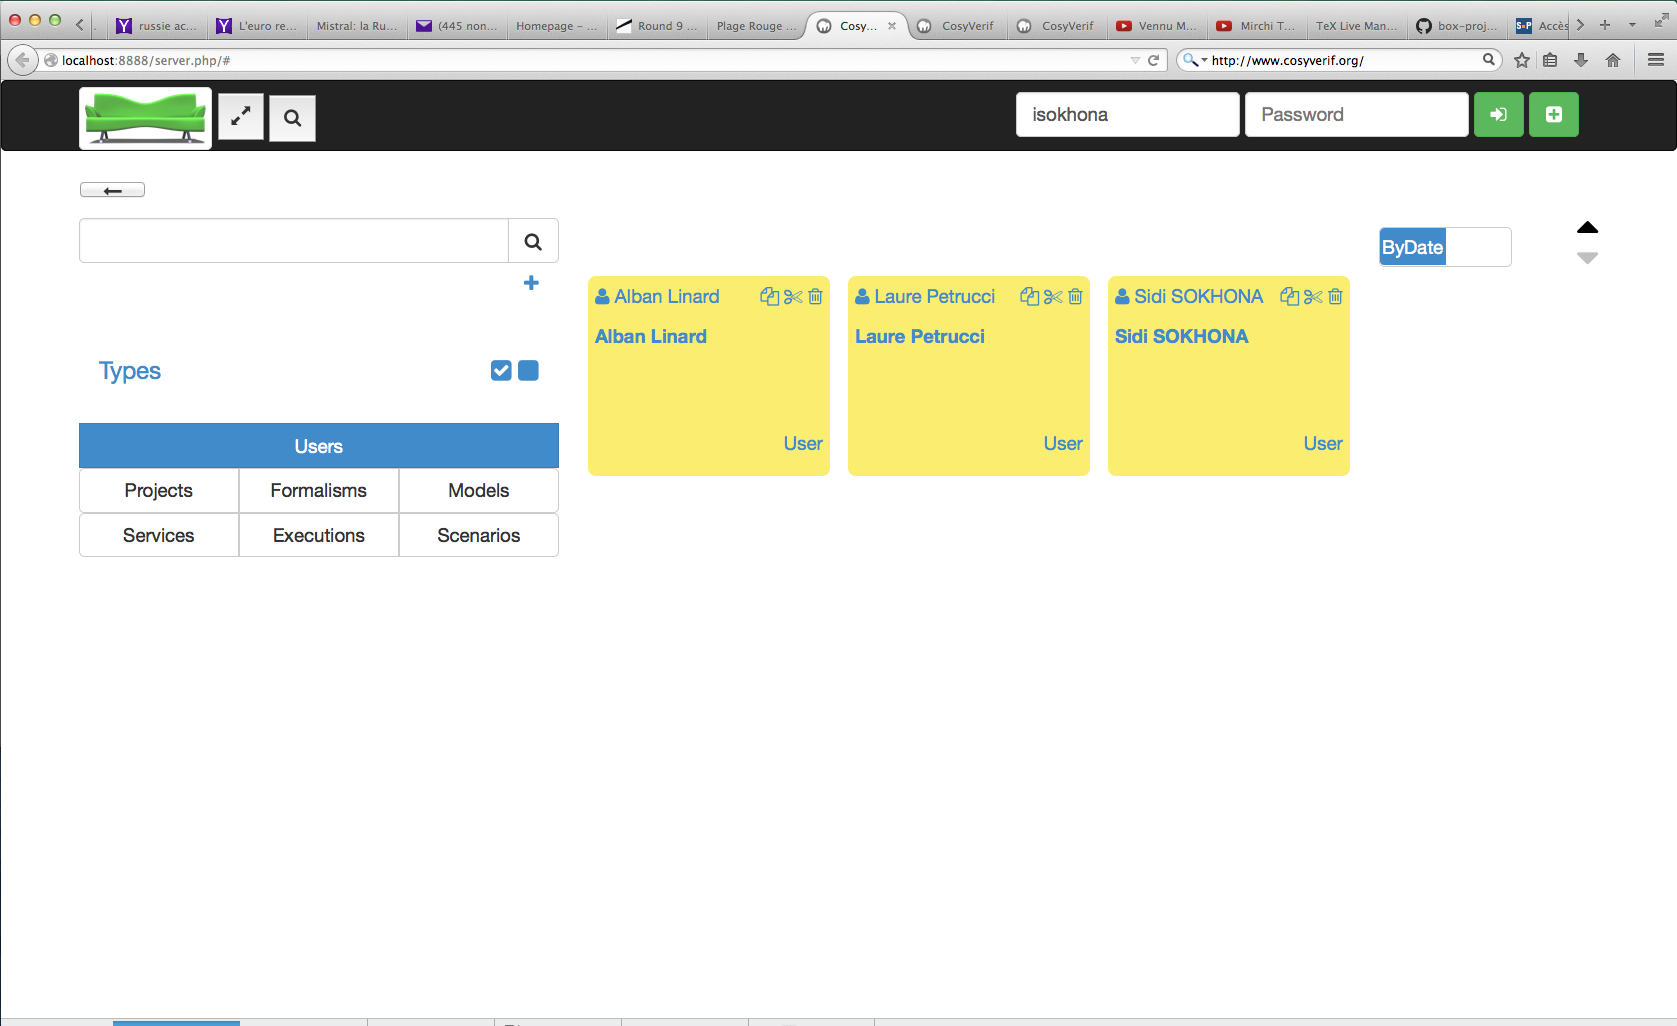 russie ac...
L'euro re...
Mistral: la Ru...
(445 non...
Homepage – ...
Round 9 ...
Plage Rouge ...
Cosy...
CosyVerif
CosyVerif
Vennu M...
Mirchi T...
TeX Live Man...
box-proj...
Accès
localhost:8888/server.php/#
http://www.cosyverif.org/
isokhona
Password
ByDate
Alban Linard
Alban Linard
User
Laure Petrucci
Laure Petrucci
User
Sidi SOKHONA
Sidi SOKHONA
User
Types
Users
Projects Formalisms Models
Services Executions Scenarios